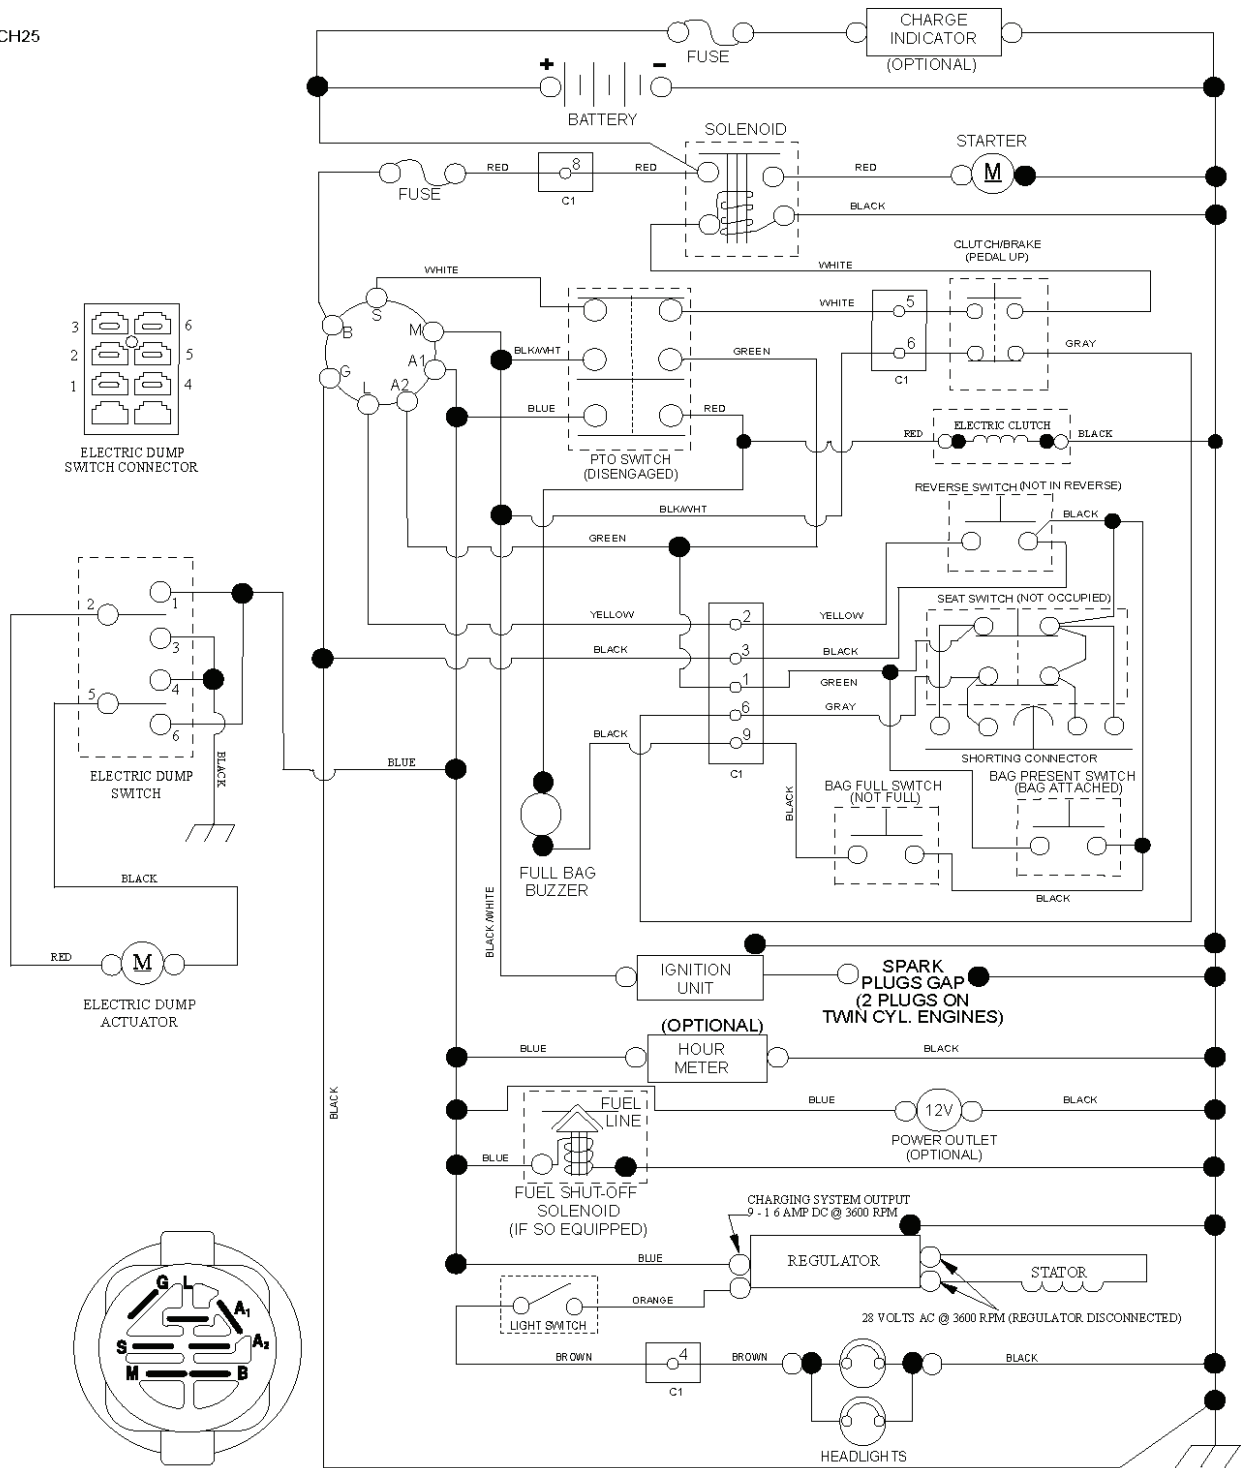 CH25
CHARGE
INDICATOR
(OPTIONAL)
FUSE
+
-
BATTERY
SOLENOID
STARTER
FUSE
RED
8
C1
RED
RED
M
BLACK
CLUTCH/BRAKE
(PEDAL UP)
WHITE
WHITE
WHITE
5
6
C1
GRAY
S
B
M
G
A1
L
A2
BLK/WHT
GREEN
BLUE
RED
PTO SWITCH
(DISENGAGED)
RED
ELECTRIC CLUTCH
BLACK
3
6
2
5
1
4
ELECTRIC DUMP
SWITCH CONNECTOR
REVERSE SWITCH (NOT IN REVERSE)
BLACK
BLK/WHT
GREEN
SEAT SWITCH (NOT OCCUPIED)
YELLOW
2
YELLOW
BLACK
3
BLACK
1
GREEN
6
GRAY
BLACK
9
C1
SHORTING CONNECTOR
BAG PRESENT SWITCH
(BAG ATTACHED)
BAG FULL SWITCH
(NOT FULL)
BLACK
BLACK
2
1
3
4
5
6
ELECTRIC DUMP
SWITCH
BLACK
BLUE
FULL BAG
BUZZER
BLACK
BLACK/WHITE
RED
M
ELECTRIC DUMP
ACTUATOR
IGNITION
UNIT
SPARK
PLUGS GAP
(2 PLUGS ON
TWIN CYL. ENGINES)
(OPTIONAL)
BLUE
HOUR
METER
BLACK
BLACK
FUEL
LINE
BLUE
12V
BLACK
POWER OUTLET
(OPTIONAL)
BLUE
FUEL SHUT-OFF
SOLENOID
(IF SO EQUIPPED)
CHARGING SYSTEM OUTPUT
9 - 1 6 AMP DC @ 3600 RPM
BLUE
REGULATOR
STATOR
ORANGE
LIGHT SWITCH
28 VOLTS AC @ 3600 RPM (REGULATOR DISCONNECTED)
BROWN
4
C1
BROWN
BLACK
HEADLIGHTS
G
L
A1
S
A2
M
B